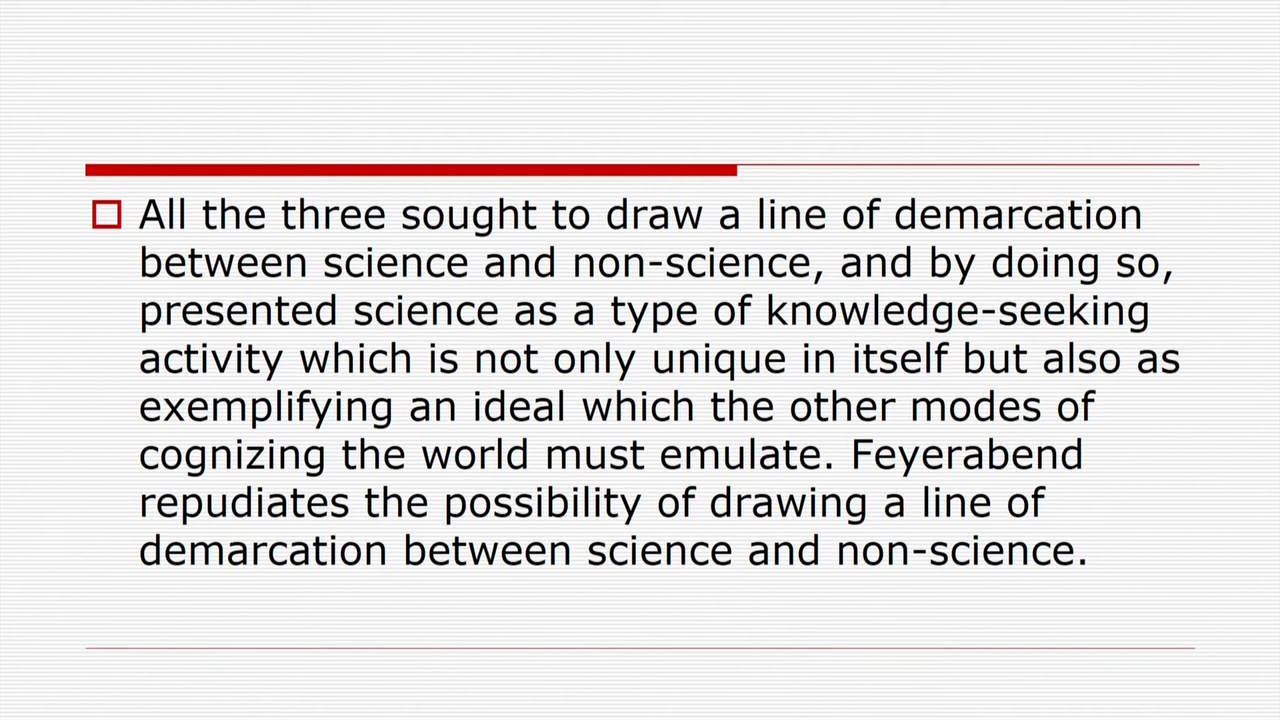 All the three sought to draw a line of demarcation
between science and non-science, and by doing so,
presented science as a type of knowledge-seeking
activity which is not only unique in itself but also as
exemplifying an ideal which the other modes of
cognizing the world must emulate. Feyerabend
repudiates the possibility of drawing a line of
demarcation between science and non-science.